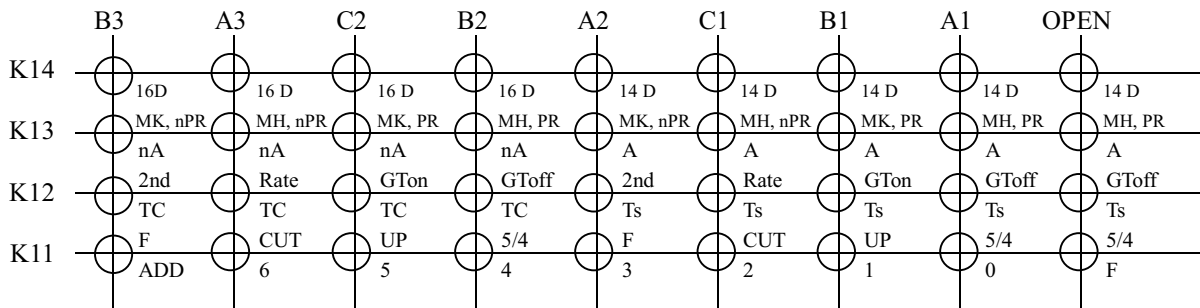 B3 A3 C2 B2 A2 C1 B1 A1 OPEN
K14
16D 16 D 16 D 16 D 14 D 14 D 14 D 14 D 14 D
K13 MK, nPR MH, nPR MK, PR MH, PR MK, nPR MH, nPR MK, PR MH, PR MH, PR
nA nA nA nA A A A A A
K12 2nd Rate GTon GToff 2nd Rate GTon GToff GToff
TC TC TC TC Ts Ts Ts Ts Ts
K11 F CUT UP 5/4 F CUT UP 5/4 5/4
ADD 6 5 4 3 2 1 0 F